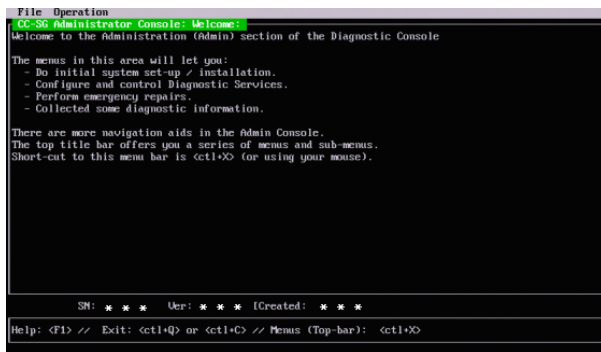 File Operation
CC-SG Administrator Console: Welcome:
Welcome to the Administration (Admin) section of the Diagnostic Console
The menus in this area will let you:
- Do initial system set-up / installation.
- Configure and control Diagnostic Services.
- Perform emergency repairs.
- Collected some diagnostic information.
There are more navigation aids in the Admin Console.
The top title bar offers you a series of menus and sub-menus.
Short-cut to this menu bar is <ctl+X> (or using your mouse).
SN: * * * Ver: * * * [Created: * * *
Help: <F1> // Exit: <ctl+Q> or <ctl+C> // Menus (Top-bar): <ctl+X>